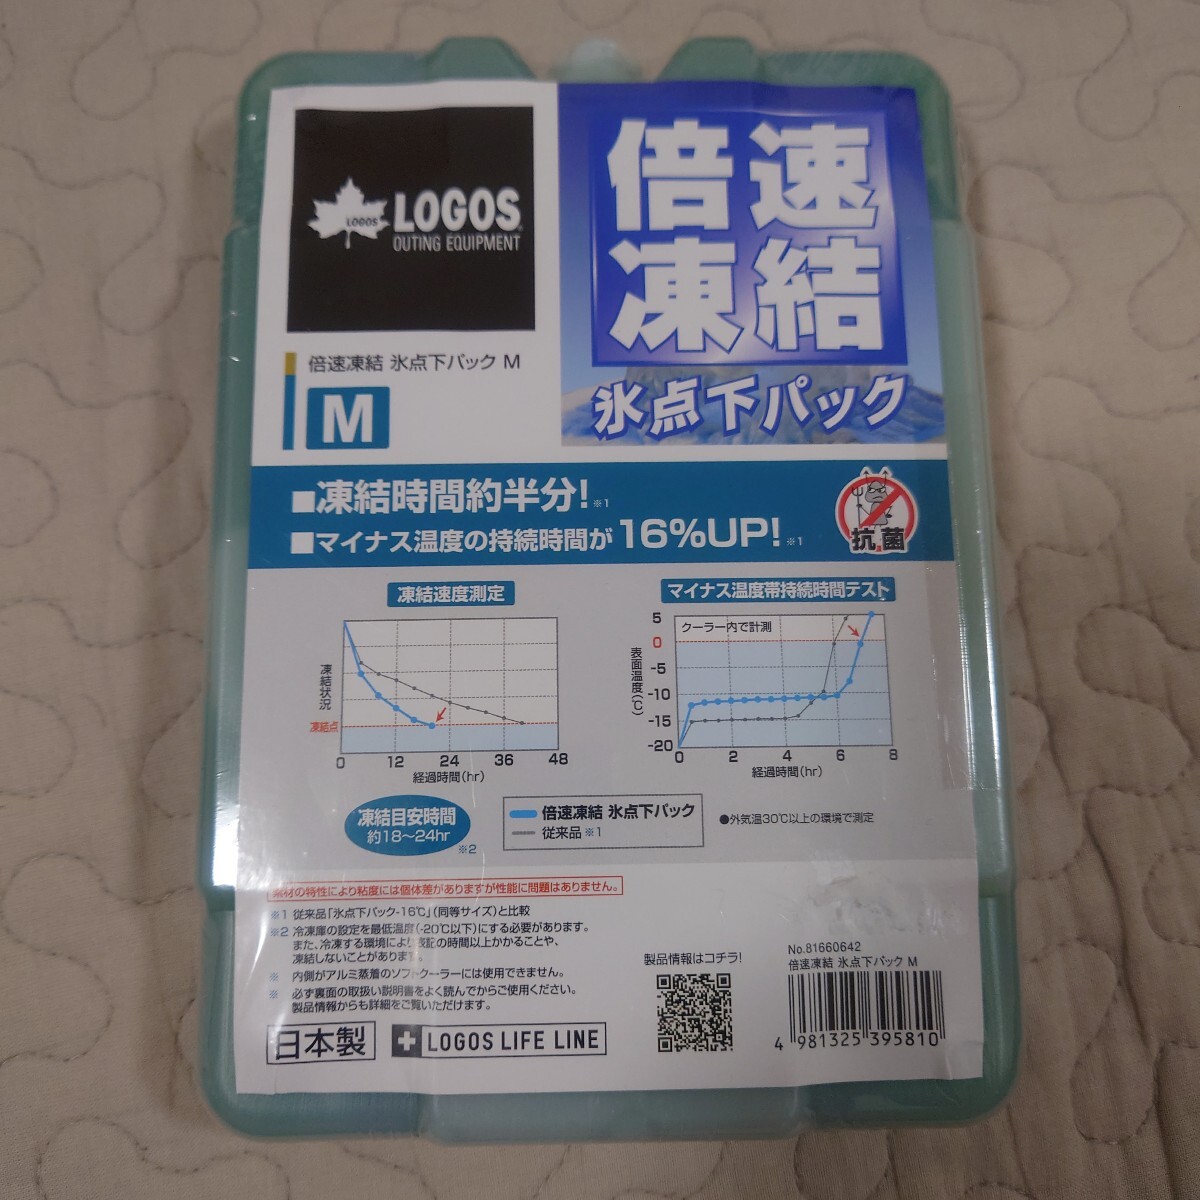 LOGOS
LOGOS
OUTING EQUIPMENT
倍速
凍結
氷点下パック
倍速凍結 氷点下パック M
M
■凍結時間約半分!※1
■マイナス温度の持続時間が16%UP!※1
抗菌
凍結速度測定
凍結状況
凍結点
0 12 24 36 48
経過時間(hr)
マイナス温度帯持続時間テスト
クーラー内で計測
表面温度(℃)
5
0
-5
-10
-15
-20
0 2 4 6 8
経過時間(hr)
凍結目安時間
約18～24hr
※2
倍速凍結 氷点下パック
従来品※1
●外気温30℃以上の環境で測定
素材の特性により粘度には個体差がありますが性能に問題はありません。
※1 従来品「氷点下パック-16℃」(同等サイズ)と比較
※2 冷凍庫の設定を最低温度(-20℃以下)にする必要があります。
また、冷凍する環境により表記の時間以上かかることや、
凍結しないことがあります。
※ 内側がアルミ蒸着のソフトクーラーには使用できません。
※ 必ず裏面の取扱い説明書をよく読んでからご使用ください。
製品情報からも詳細をご覧いただけます。
日本製
LOGOS LIFE LINE
製品情報はコチラ!
No.81660642
倍速凍結 氷点下パック M
4 981325 395810